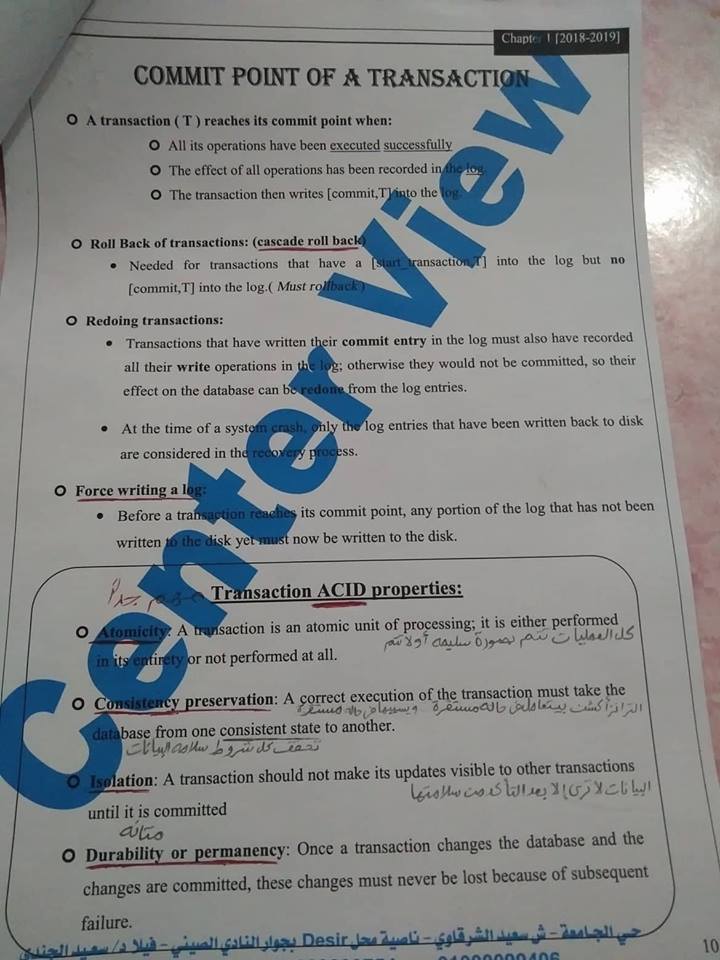 Chapter 1 [2018-2019]
COMMIT POINT OF A TRANSACTION
A transaction ( T ) reaches its commit point when:
All its operations have been executed successfully
The effect of all operations has been recorded in the log.
The transaction then writes [commit,T] into the log.
Roll Back of transactions: (cascade roll back)
• Needed for transactions that have a [start_transaction,T] into the log but no
[commit,T] into the log.( Must rollback )
Redoing transactions:
• Transactions that have written their commit entry in the log must also have recorded
all their write operations in the log; otherwise they would not be committed, so their
effect on the database can be redone from the log entries.
• At the time of a system crash, only the log entries that have been written back to disk
are considered in the recovery process.
Force writing a log:
• Before a transaction reaches its commit point, any portion of the log that has not been
written to the disk yet must now be written to the disk.
Center View
مهم جداً
Transaction ACID properties:
Atomicity: A transaction is an atomic unit of processing; it is either performed
كل العمليات تتم بصورة سليمه أولا تتم
in its entirety or not performed at all.
Consistency preservation: A correct execution of the transaction must take the
حاله مستقرة
database from one consistent state to another.
تحقق كل شروط سلامه البيانات
Isolation: A transaction should not make its updates visible to other transactions
البيانات لا ترى إلا بعد التأكد من سلامتها
until it is committed
متانه
Durability or permanency: Once a transaction changes the database and the
changes are committed, these changes must never be lost because of subsequent
failure.
حي الجامعة - ش سعيد الشرقاوي - ناصية محل Desir بجوار النادي الصيني - فيلا د/ سعيد الجندي
10